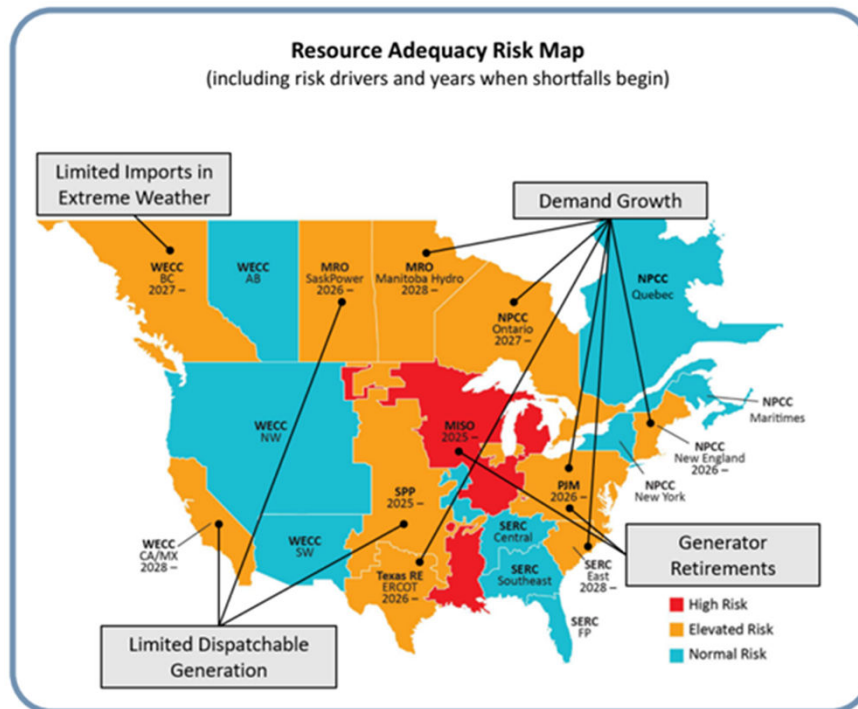 Resource Adequacy Risk Map
(including risk drivers and years when shortfalls begin)
Limited Imports in
Extreme Weather
Demand Growth
WECC
BC
2027 –
WECC
AB
MRO
SaskPower
2026 –
MRO
Manitoba Hydro
2028 –
NPCC
Ontario
2027 –
NPCC
Quebec
NPCC
Maritimes
NPCC
New England
2026 –
NPCC
New York
WECC
NW
MISO
2025 –
SPP
2025 –
PJM
2026 –
WECC
CA/MX
2028 –
WECC
SW
SERC
Central
SERC
Southeast
SERC
East
2028 –
SERC
FP
Texas RE
ERCOT
2026 –
Generator
Retirements
Limited Dispatchable
Generation
High Risk
Elevated Risk
Normal Risk